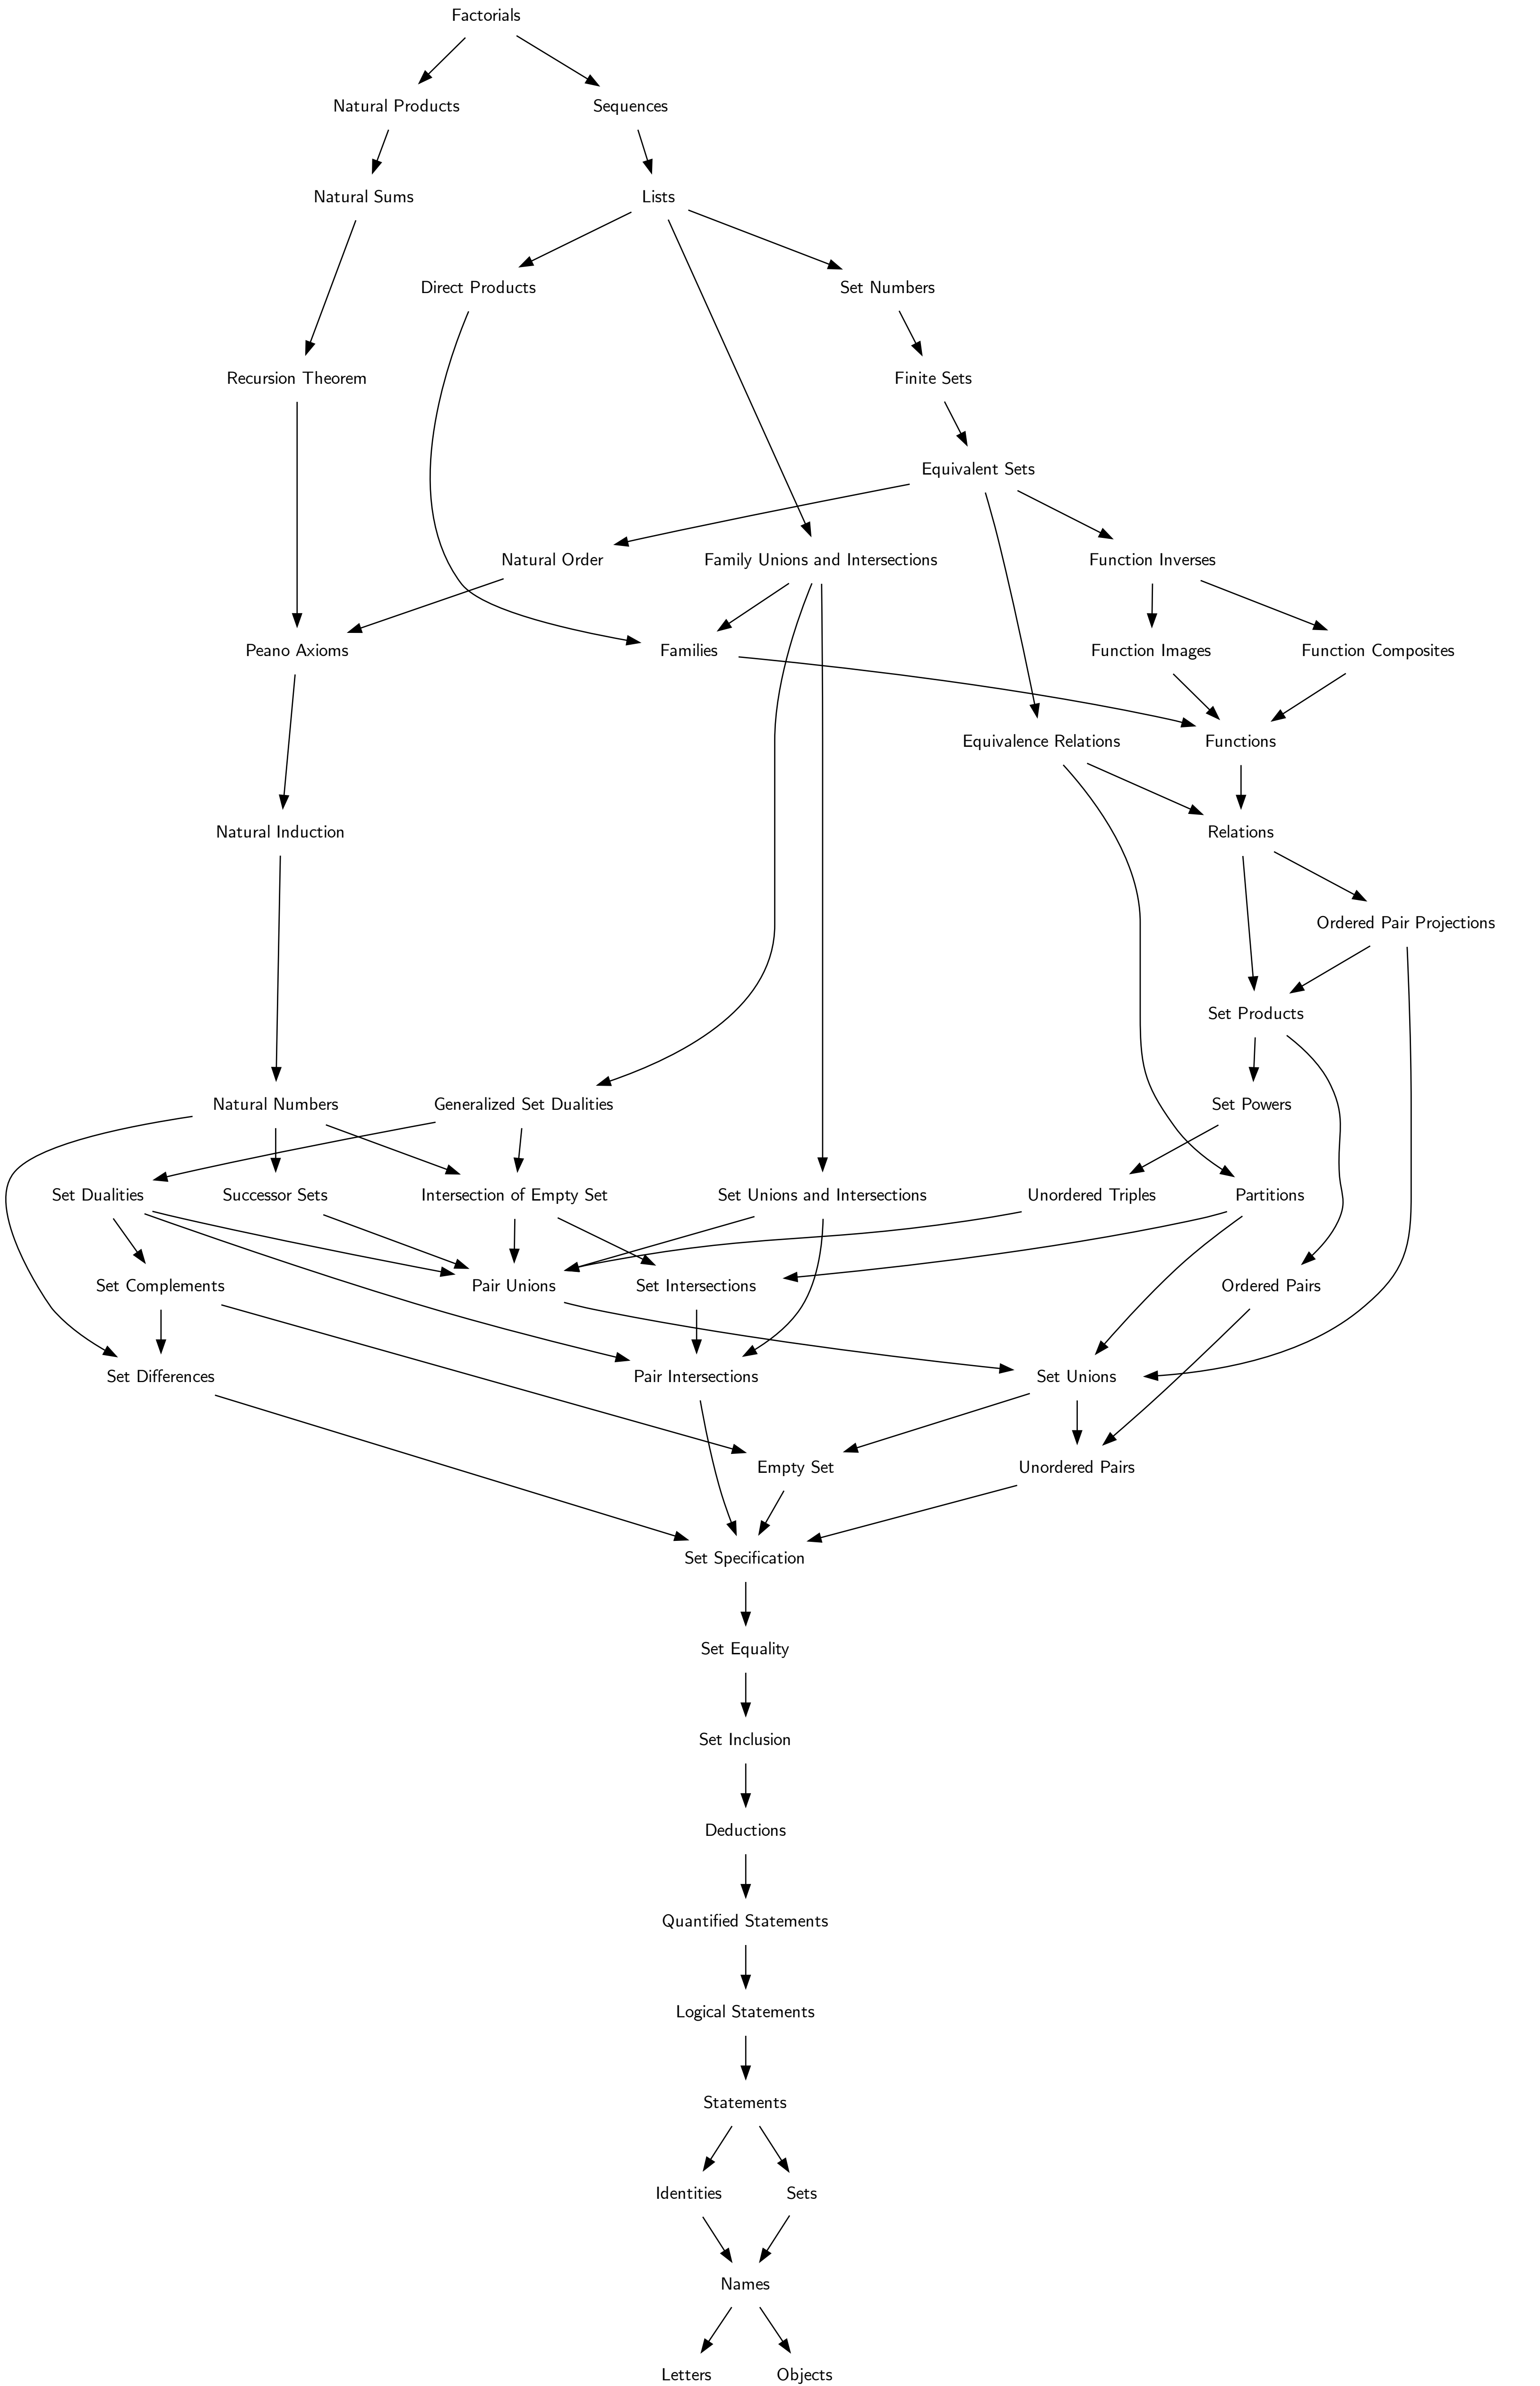 Factorials
Natural Products
Sequences
Natural Sums
Lists
Direct Products
Set Numbers
Recursion Theorem
Finite Sets
Equivalent Sets
Natural Order
Family Unions and Intersections
Function Inverses
Peano Axioms
Families
Function Images
Function Composites
Equivalence Relations
Functions
Natural Induction
Relations
Ordered Pair Projections
Set Products
Natural Numbers
Generalized Set Dualities
Set Powers
Set Dualities
Successor Sets
Intersection of Empty Set
Set Unions and Intersections
Unordered Triples
Partitions
Set Complements
Pair Unions
Set Intersections
Ordered Pairs
Set Differences
Pair Intersections
Set Unions
Empty Set
Unordered Pairs
Set Specification
Set Equality
Set Inclusion
Deductions
Quantified Statements
Logical Statements
Statements
Identities
Sets
Names
Letters
Objects